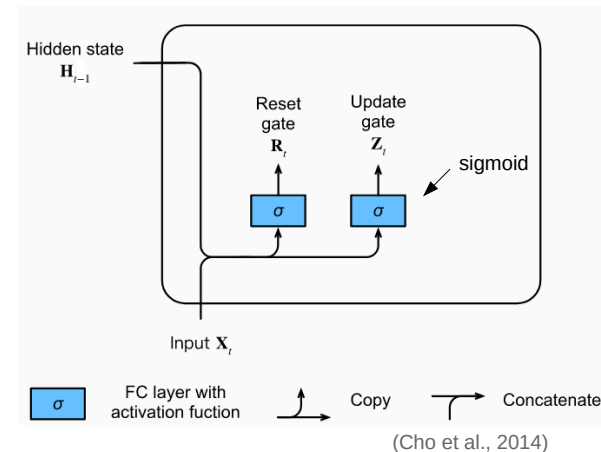 Hidden state
H_{t−1}
Reset
gate
R_t
Update
gate
Z_t
sigmoid
σ
σ
Input X_t
σ
FC layer with
activation fuction
Copy
Concatenate
(Cho et al., 2014)